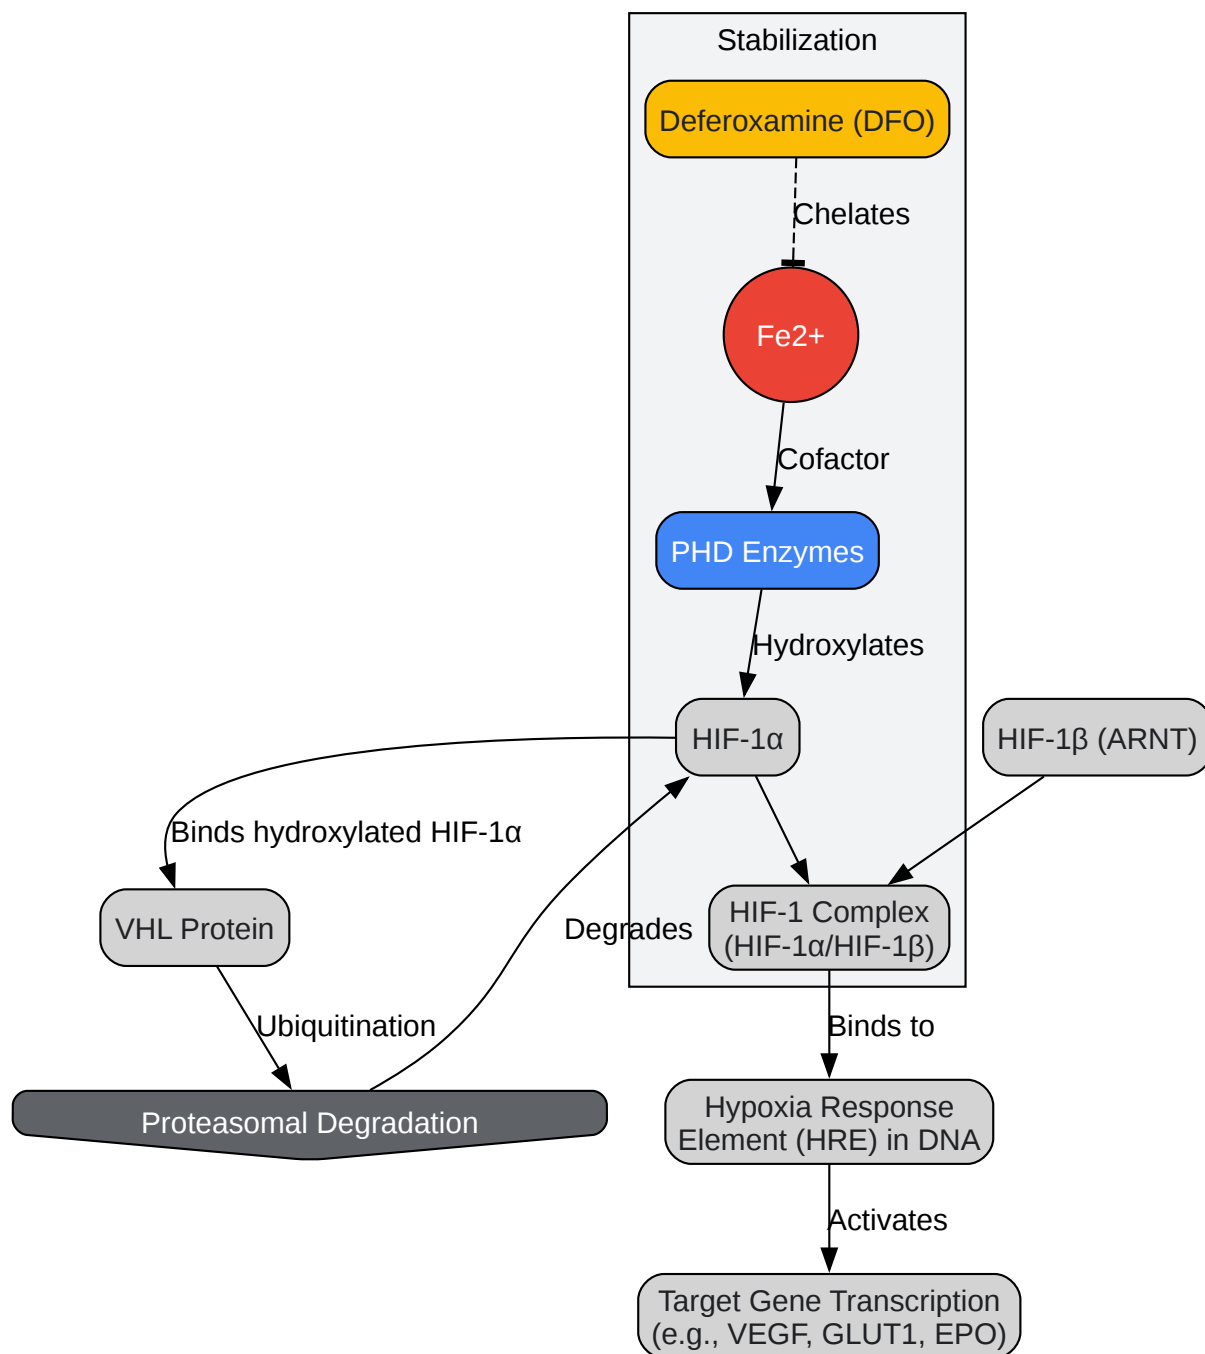 Stabilization
Deferoxamine (DFO)
Chelates
Fe2+
Cofactor
PHD Enzymes
Hydroxylates
HIF-1α
HIF-1β (ARNT)
Binds hydroxylated HIF-1α
VHL Protein
Degrades
HIF-1 Complex
(HIF-1α/HIF-1β)
Ubiquitination
Binds to
Proteasomal Degradation
Hypoxia Response
Element (HRE) in DNA
Activates
Target Gene Transcription
(e.g., VEGF, GLUT1, EPO)